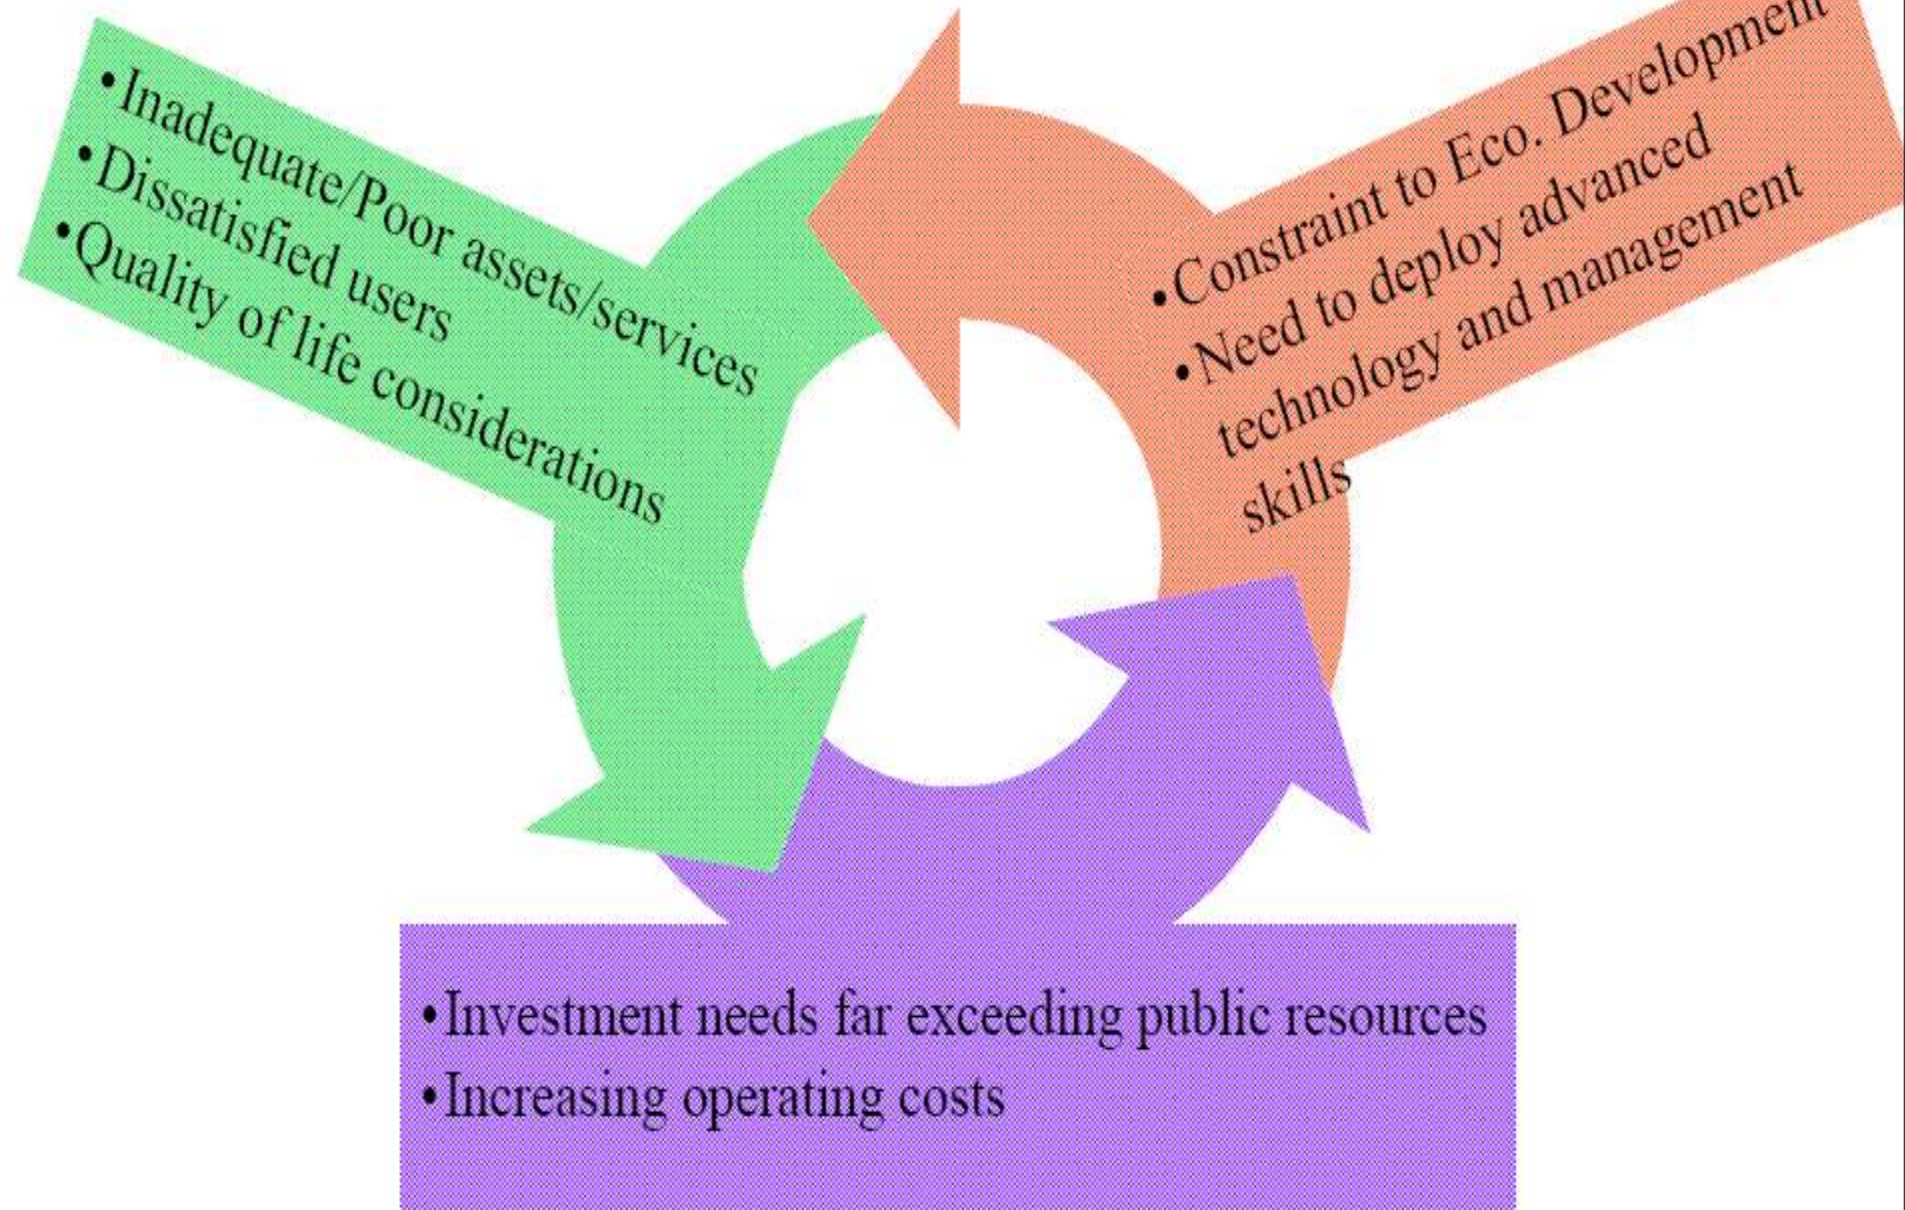 •Inadequate/Poor assets/services
•Dissatisfied users
•Quality of life considerations
•Constraint to Eco. Development
•Need to deploy advanced
technology and management
skills
•Investment needs far exceeding public resources
•Increasing operating costs